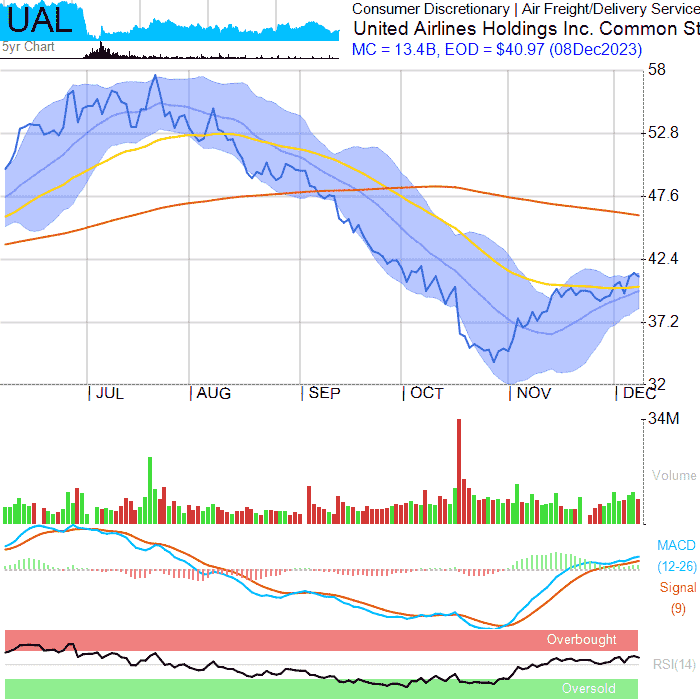 UAL
5yr Chart
Consumer Discretionary | Air Freight/Delivery Service
United Airlines Holdings Inc. Common St
MC = 13.4B, EOD = $40.97 (08Dec2023)
58
52.8
47.6
42.4
37.2
32
JUL AUG SEP OCT NOV DEC
34M
Volume
MACD
(12-26)
Signal
(9)
Overbought
RSI(14)
Oversold